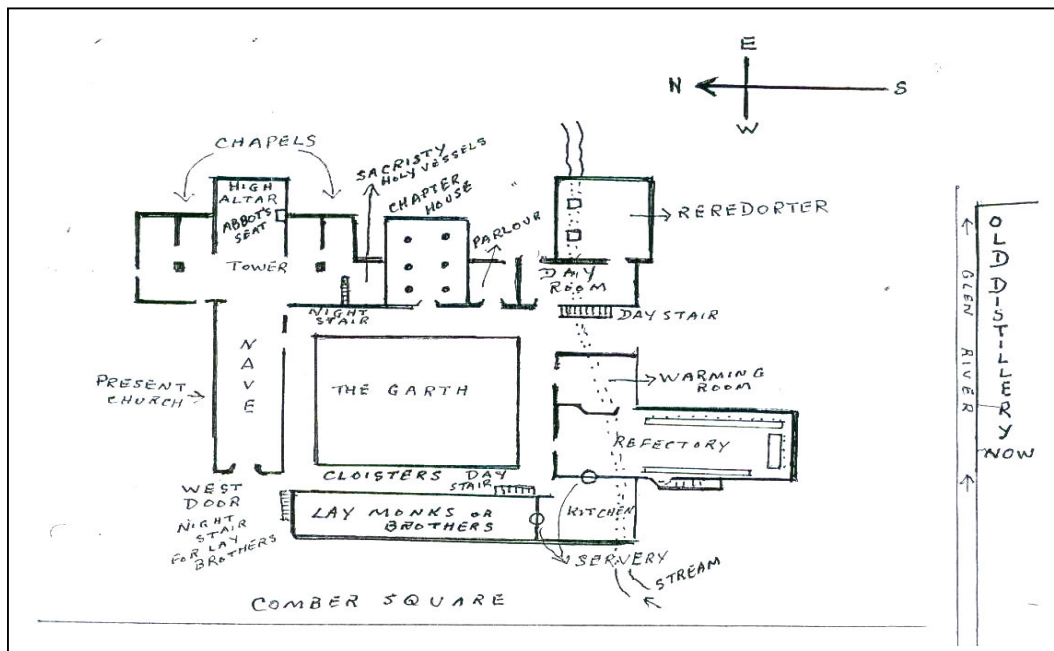 E
N
S
W
CHAPELS
SACRISTY
HOLY VESSELS
CHAPTER
HOUSE
HIGH
ALTAR
ABBOT'S
SEAT
PARLOUR
REREDORTER
TOWER
DAY
ROOM
NIGHT
STAIR
DAY STAIR
NAVE
THE GARTH
PRESENT
CHURCH
WARMING
ROOM
REFECTORY
CLOISTERS
DAY
STAIR
WEST
DOOR
NIGHT
STAIR
FOR LAY
BROTHERS
LAY MONKS OR
BROTHERS
KITCHEN
SERVERY
STREAM
COMBER SQUARE
GLEN RIVER
OLD DISTILLERY
NOW